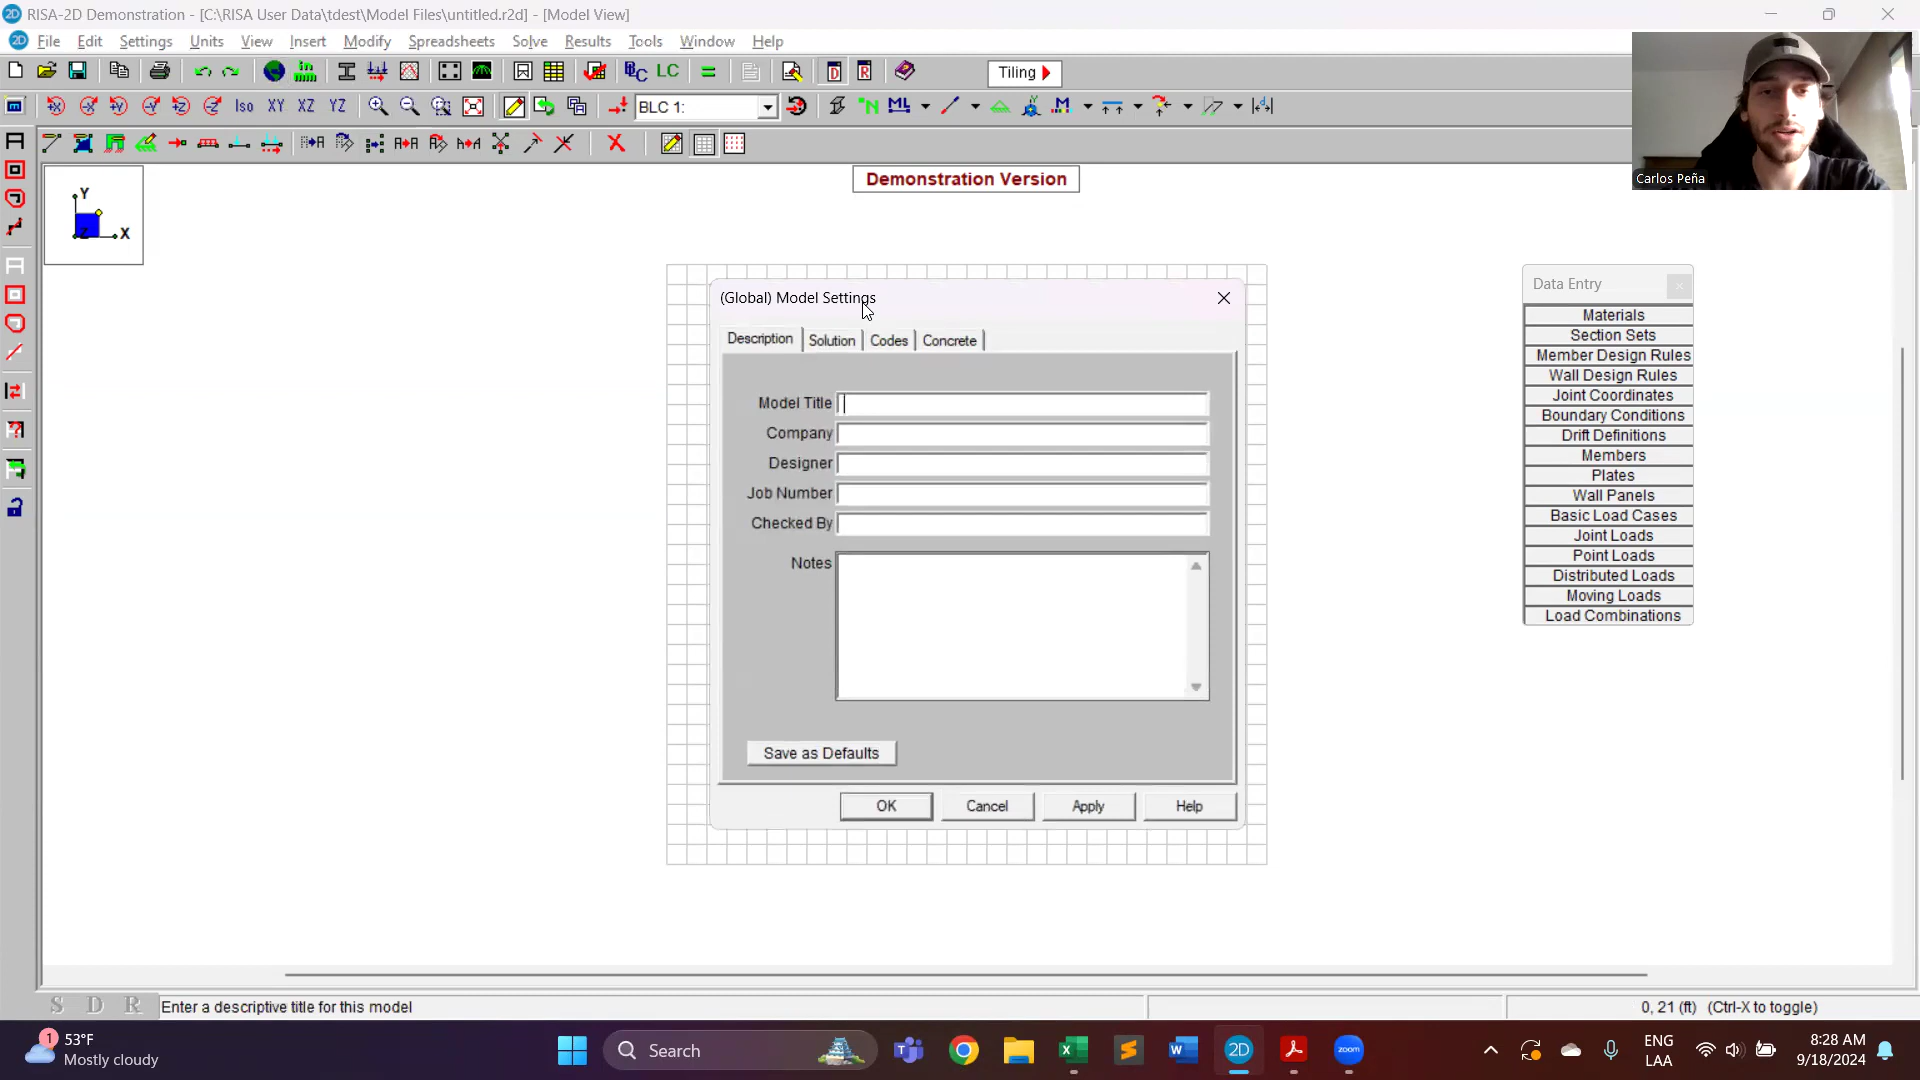 RISA-2D Demonstration - [C:\RISA User Data\tdest\Model Files\untitled.r2d] - [Model View]
File Edit Settings Units View Insert Modify Spreadsheets Solve Results Tools Window Help
BC LC D R Tiling
Iso XY XZ YZ BLC 1: N ML M
Demonstration Version
Carlos Peña
Y
Z X
(Global) Model Settings
Description Solution Codes Concrete
Model Title
Company
Designer
Job Number
Checked By
Notes
Save as Defaults
OK Cancel Apply Help
Data Entry
Materials
Section Sets
Member Design Rules
Wall Design Rules
Joint Coordinates
Boundary Conditions
Drift Definitions
Members
Plates
Wall Panels
Basic Load Cases
Joint Loads
Point Loads
Distributed Loads
Moving Loads
Load Combinations
S D R Enter a descriptive title for this model 0, 21 (ft) (Ctrl-X to toggle)
1 53°F
Mostly cloudy
Search
zoom
ENG
LAA
8:28 AM
9/18/2024